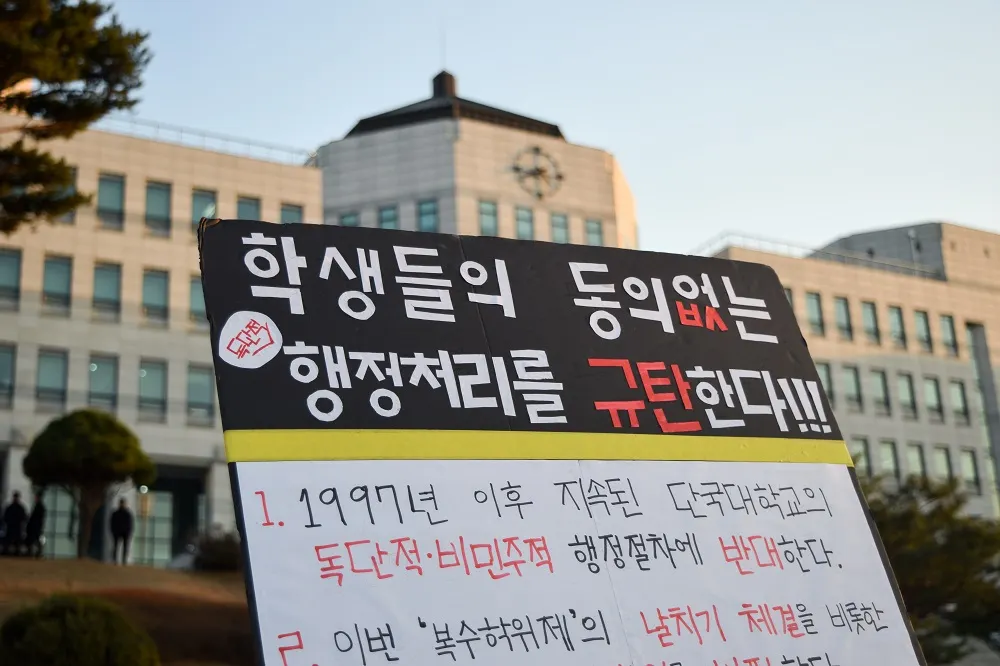 학생들의 동의없는
독단적
행정처리를 규탄한다!!!
1. 1997년 이후 지속된 단국대학교의
독단적·비민주적 행정절차에 반대한다.
2. 이번 '복수학위제'의 날치기 체결을 비롯한